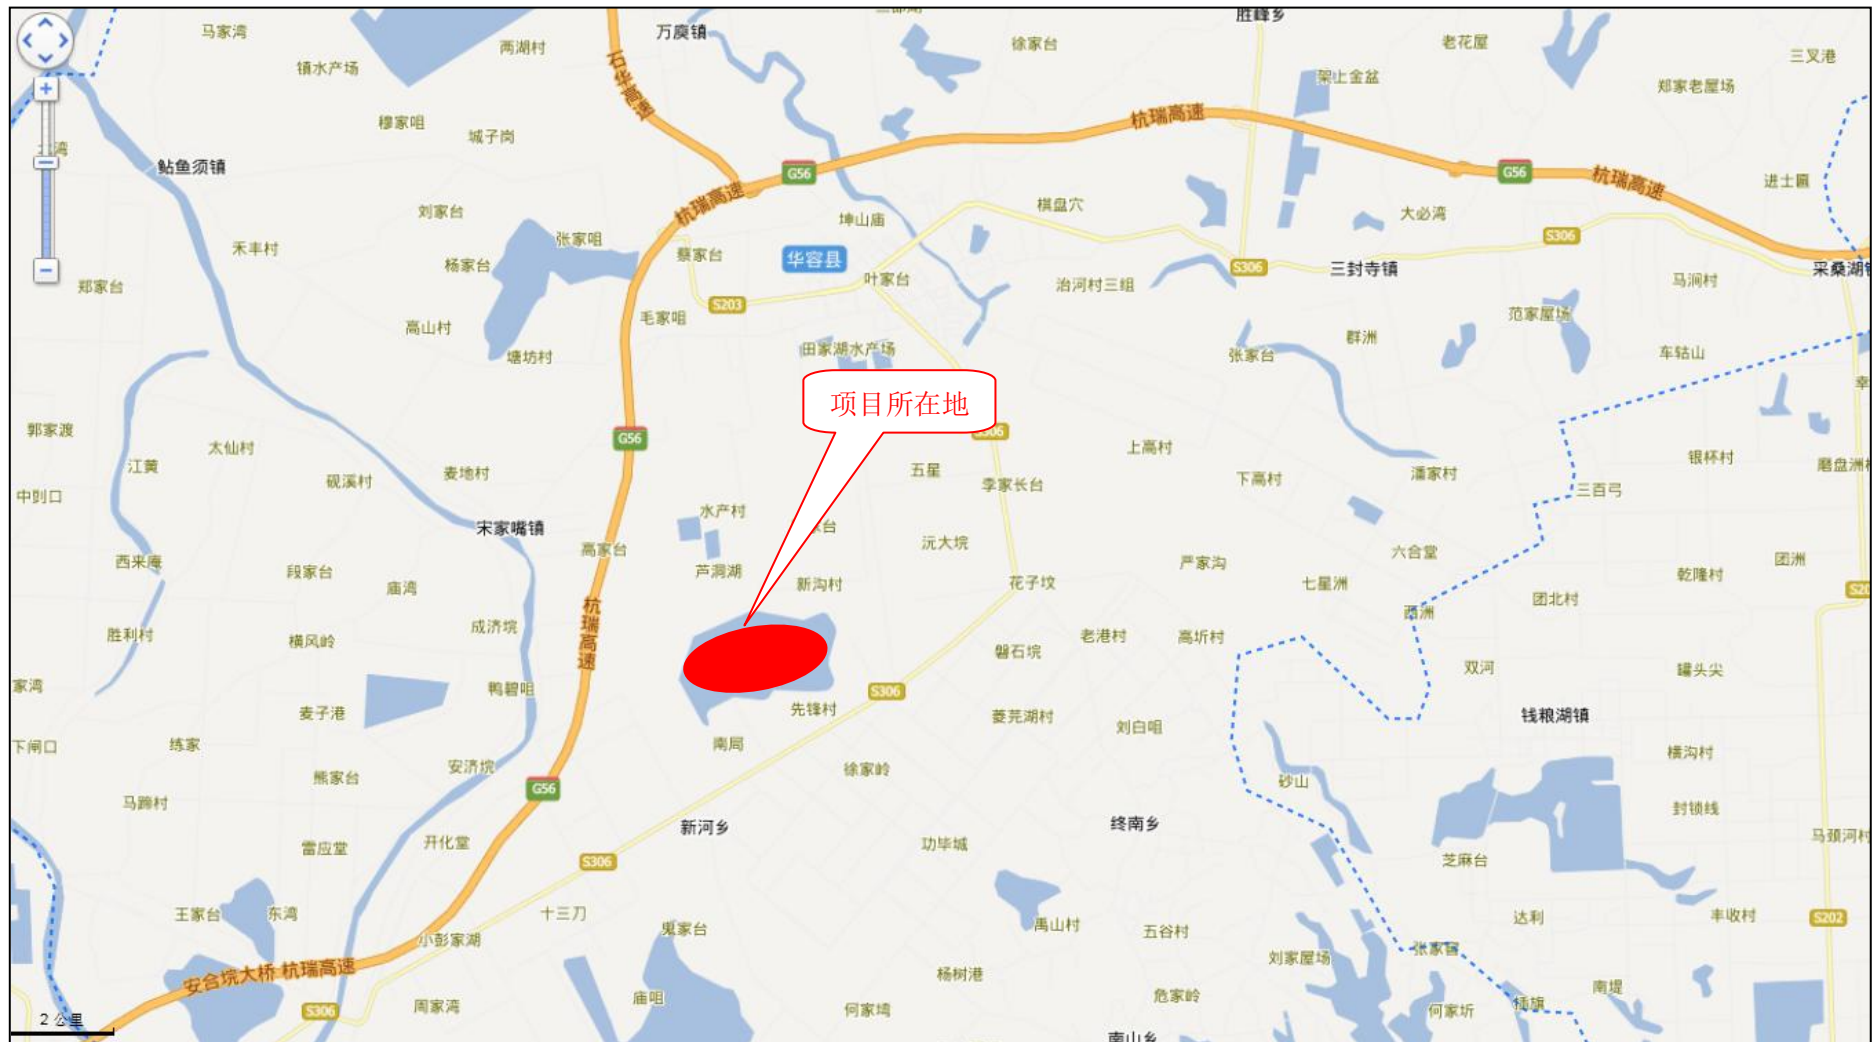 胜峰乡
万庾镇
马家湾
两湖村
徐家台
老花屋
三叉港
镇水产场
石华高速
架上金盆
郑家老屋场
穆家咀
城子岗
杭瑞高速
鲇鱼须镇
G56
G56
杭瑞高速
进士匾
杭瑞高速
刘家台
坤山庙
棋盘穴
大必湾
张家咀
S306
禾丰村
杨家台
蔡家台
华容县
S306
三封寺镇
采桑湖
郑家台
叶家台
治河村三组
马涧村
S203
高山村
毛家咀
范家屋场
塘坊村
田家湖水产场
张家台
群洲
车轱山
项目所在地
郭家渡
江黄
太仙村
G56
上高村
银杯村
中剅口
砚溪村
麦地村
五星
李家长台
下高村
潘家村
三百弓
磨盘洲
水产村
宋家嘴镇
高家台
沅大垸
西来庵
段家台
庙湾
芦洞湖
新沟村
花子坟
严家沟
七星洲
六合堂
乾隆村
团洲
杭瑞高速
胜利村
横风岭
成济垸
老港村
高圻村
西洲
团北村
磐石垸
双河
罐头尖
家湾
麦子港
鸭碧咀
S306
先锋村
菱芫湖村
刘白咀
钱粮湖镇
下闸口
练家
南局
横沟村
熊家台
安济垸
徐家岭
砂山
马蹄村
G56
封锁线
新河乡
终南乡
雷应堂
开化堂
S306
功毕城
芝麻台
马颈河村
王家台
东湾
十三刀
鬼家台
禹山村
五谷村
达利
丰收村
S202
小彭家湖
刘家屋场
张家窖
安合垸大桥 杭瑞高速
杨树港
S306
周家湾
庙咀
何家塆
危家岭
何家圻
插旗
南堤
2 公里
南山乡